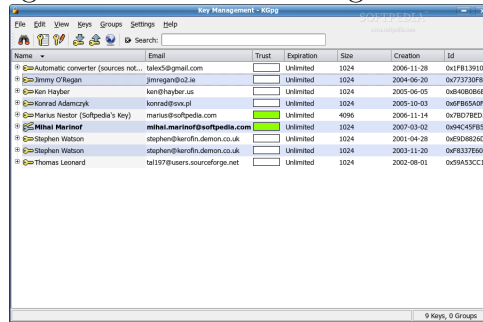 Key Management - KGpg
SOFTPEDIA
www.softpedia.com
File Edit View Keys Groups Settings Help
Search:
Name Email Trust Expiration Size Creation Id
Automatic converter (sources not... talex5@gmail.com Unlimited 1024 2006-11-28 0x1FB13910
Jimmy O'Regan jimregan@o2.ie Unlimited 1024 2004-06-20 0x773730F8
Ken Hayber ken@hayber.us Unlimited 1024 2005-06-05 0xB40B0B6E
Konrad Adamczyk konrad@svx.pl Unlimited 1024 2005-10-03 0x6FB65A0F
Marius Nestor (Softpedia's Key) marius@softpedia.com Unlimited 4096 2006-11-14 0x7BD7BED
Mihai Marinof mihai.marinof@softpedia.com Unlimited 1024 2007-03-02 0x94C45FB5
Stephen Watson stephen@kerofin.demon.co.uk Unlimited 1024 2001-04-28 0xE9D8826D
Stephen Watson stephen@kerofin.demon.co.uk Unlimited 1024 2003-11-20 0xF8337E60
Thomas Leonard tal197@users.sourceforge.net Unlimited 1024 2002-08-01 0x59A53CC1
9 Keys, 0 Groups